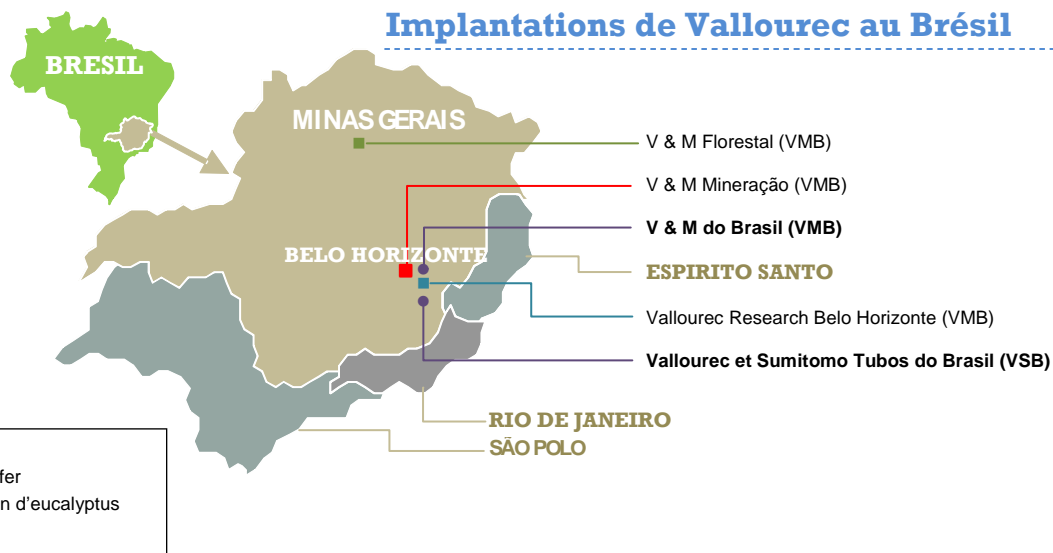 Implantations de Vallourec au Brésil
BRESIL
MINAS GERAIS
V & M Florestal (VMB)
V & M Mineração (VMB)
V & M do Brasil (VMB)
BELO HORIZONTE
ESPIRITO SANTO
Vallourec Research Belo Horizonte (VMB)
Vallourec et Sumitomo Tubos do Brasil (VSB)
RIO DE JANEIRO
SÃO POLO
fer
n d'eucalyptus